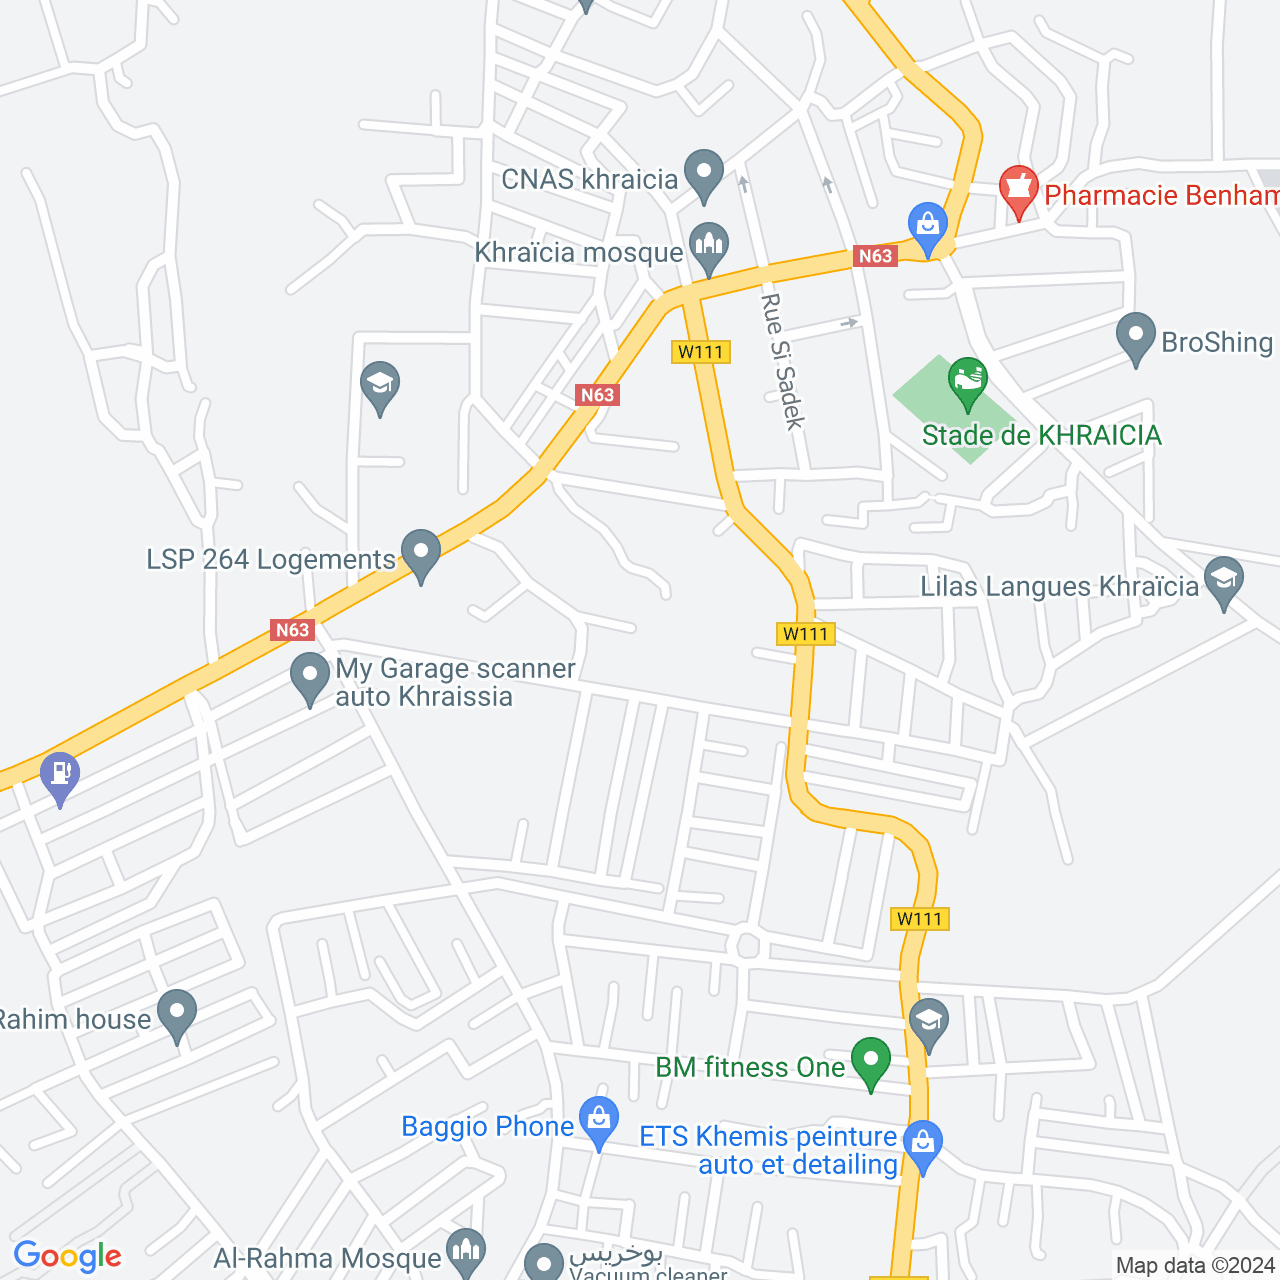 CNAS khraicia
Pharmacie Benham
Khraïcia mosque
N63
Rue Si Sadek
BroShing
W111
N63
Stade de KHRAICIA
LSP 264 Logements
Lilas Langues Khraïcia
N63
W111
My Garage scanner
auto Khraissia
W111
Rahim house
BM fitness One
Baggio Phone
ETS Khemis peinture
auto et detailing
بوخريس
Al-Rahma Mosque
Vacuum cleaner
Google
Map data ©2024